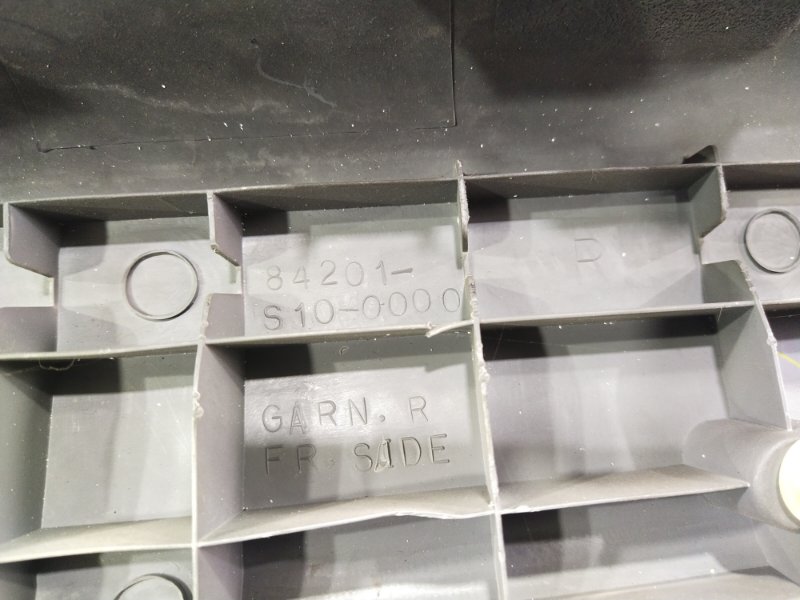 84201-
S10-0000
R
GARN. R
FR. SIDE